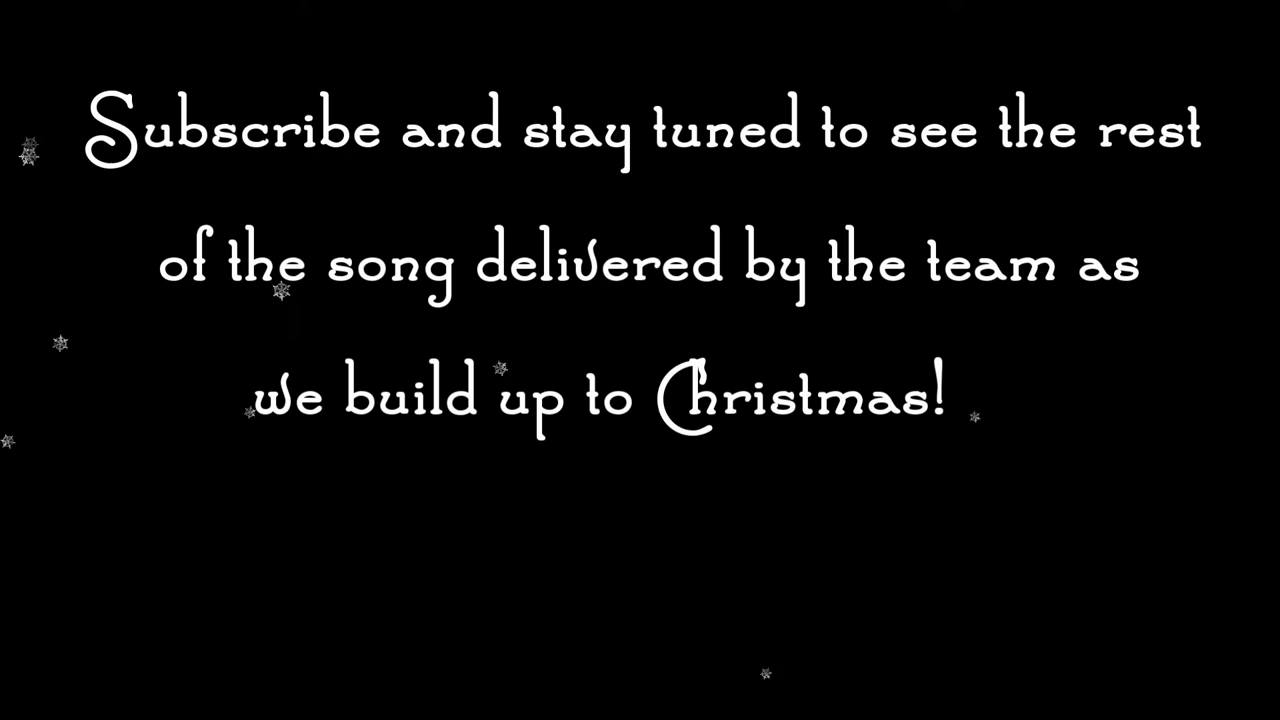 Subscribe and stay tuned to see the rest
of the song delivered by the team as
we build up to Christmas!